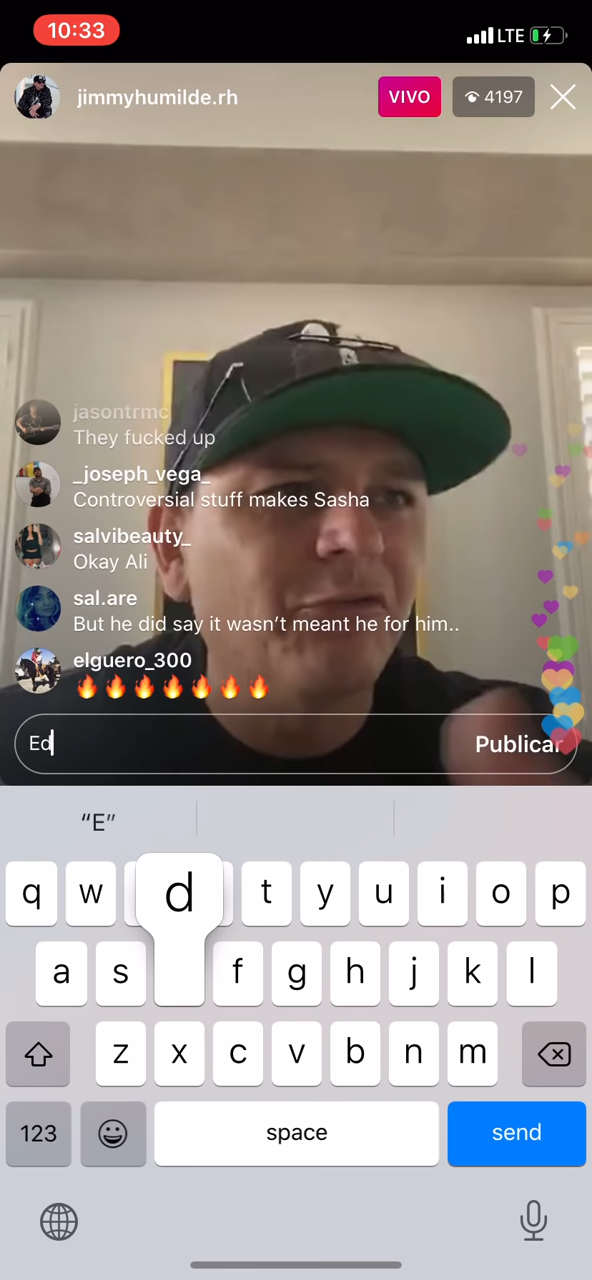 10:33
LTE
jimmyhumilde.rh
VIVO
4197
jasontrmc
They fucked up
_joseph_vega_
Controversial stuff makes Sasha
salvibeauty_
Okay Ali
sal.are
But he did say it wasn't meant he for him..
elguero_300
🔥🔥🔥🔥🔥🔥🔥
Ed
Publicar
“E”
q w d t y u i o p
a s f g h j k l
z x c v b n m
123
space
send